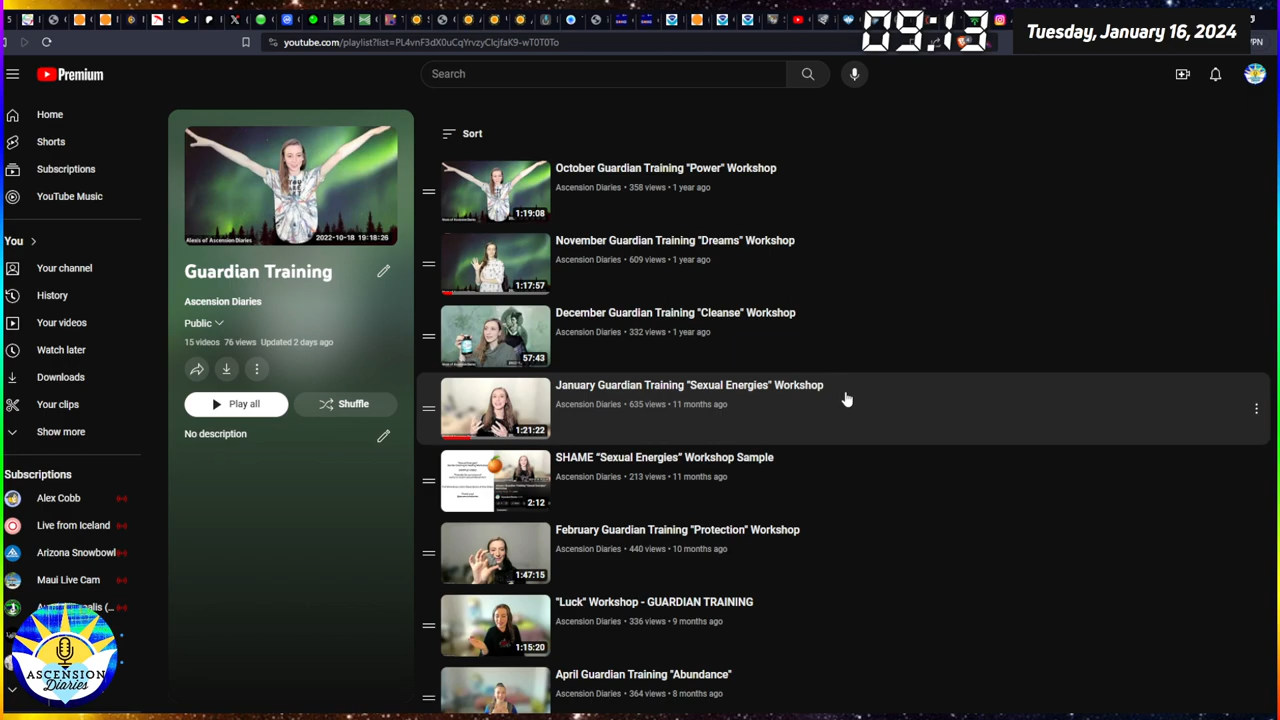 09:13
Tuesday, January 16, 2024
youtube.com/playlist?list=PL4vnF3dX0uCqYrvzyClcjfaK9-wT0T0To
VPN
Premium
Search
Home
Shorts
Subscriptions
YouTube Music
You
Your channel
History
Your videos
Watch later
Downloads
Your clips
Show more
Subscriptions
Alex Cobb
Live from Iceland
Arizona Snowbowl
Maui Live Cam
ASCENSION
Diaries
Alexis of Ascension Diaries
2022-10-18 19:18:26
Guardian Training
Ascension Diaries
Public
15 videos 76 views Updated 2 days ago
Play all
Shuffle
No description
Sort
October Guardian Training "Power" Workshop
Ascension Diaries • 358 views • 1 year ago
1:19:08
November Guardian Training "Dreams" Workshop
Ascension Diaries • 609 views • 1 year ago
1:17:57
December Guardian Training "Cleanse" Workshop
Ascension Diaries • 332 views • 1 year ago
57:43
January Guardian Training "Sexual Energies" Workshop
Ascension Diaries • 635 views • 11 months ago
1:21:22
SHAME “Sexual Energies” Workshop Sample
Ascension Diaries • 213 views • 11 months ago
2:12
February Guardian Training "Protection" Workshop
Ascension Diaries • 440 views • 10 months ago
1:47:15
"Luck" Workshop - GUARDIAN TRAINING
Ascension Diaries • 336 views • 9 months ago
1:15:20
April Guardian Training "Abundance"
Ascension Diaries • 364 views • 8 months ago